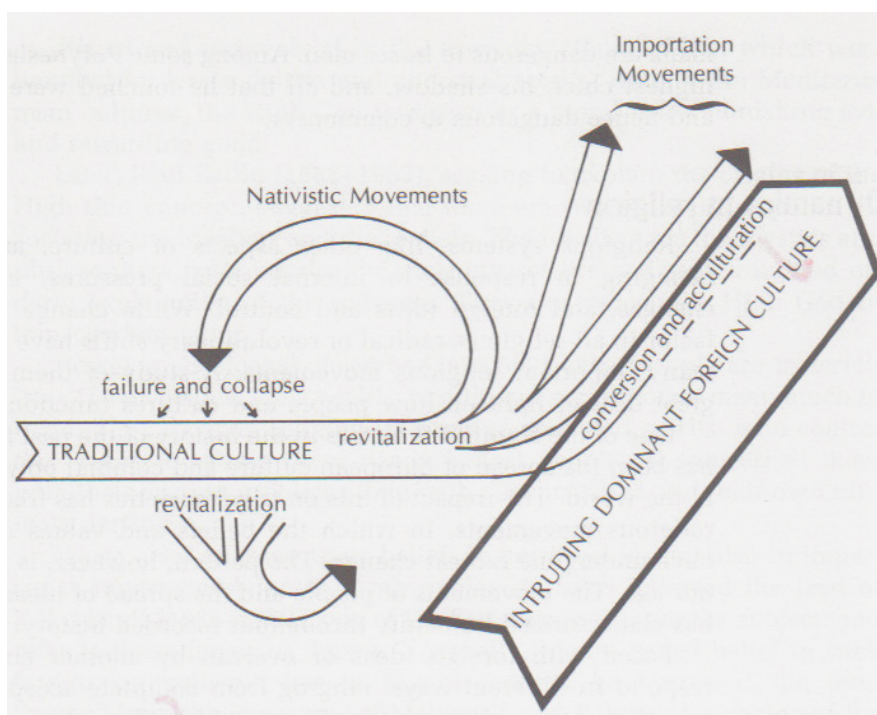 Importation
Movements
Nativistic Movements
failure and collapse
TRADITIONAL CULTURE
revitalization
revitalization
conversion and acculturation
INTRUDING DOMINANT FOREIGN CULTURE